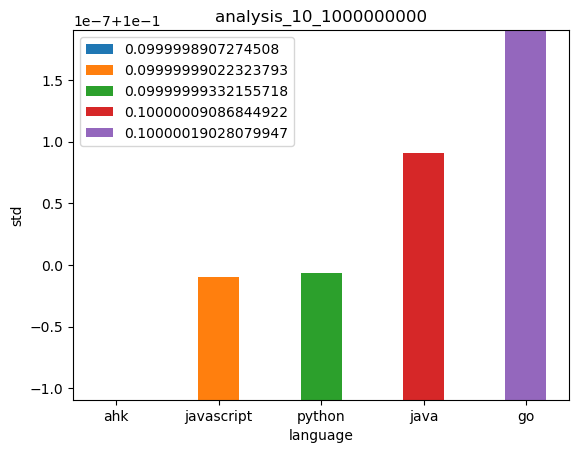 analysis_10_1000000000
1e−7+1e−1
0.0999998907274508
0.09999999022323793
0.09999999332155718
0.10000009086844922
0.10000019028079947
1.5
1.0
0.5
0.0
−0.5
−1.0
std
ahk javascript python java go
language